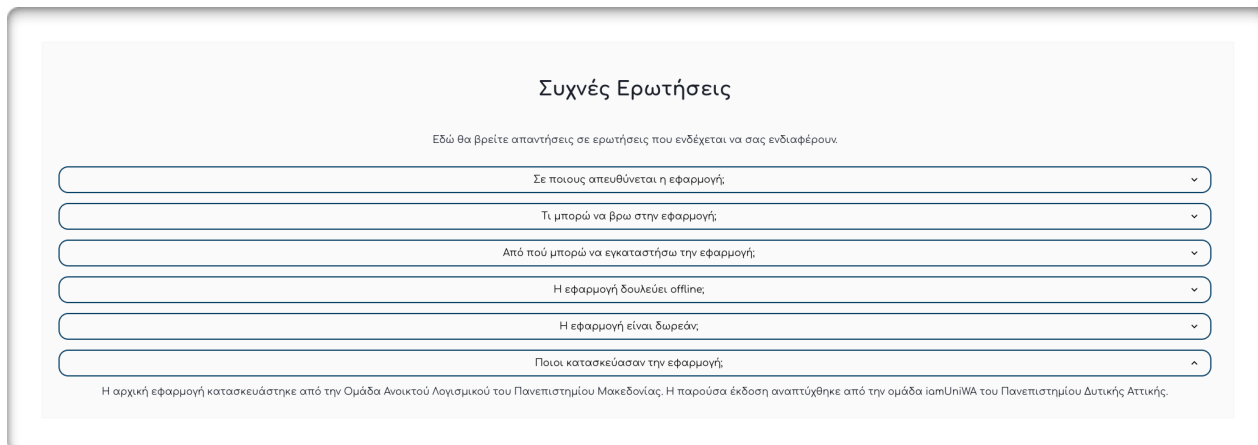 Συχνές Ερωτήσεις
Εδώ θα βρείτε απαντήσεις σε ερωτήσεις που ενδέχεται να σας ενδιαφέρουν.
Σε ποιους απευθύνεται η εφαρμογή;
Τι μπορώ να βρω στην εφαρμογή;
Από πού μπορώ να εγκαταστήσω την εφαρμογή;
Η εφαρμογή δουλεύει offline;
Η εφαρμογή είναι δωρεάν;
Ποιοι κατασκεύασαν την εφαρμογή;
Η αρχική εφαρμογή κατασκευάστηκε από την Ομάδα Ανοικτού Λογισμικού του Πανεπιστημίου Μακεδονίας. Η παρούσα έκδοση αναπτύχθηκε από την ομάδα iamUniWA του Πανεπιστημίου Δυτικής Αττικής.